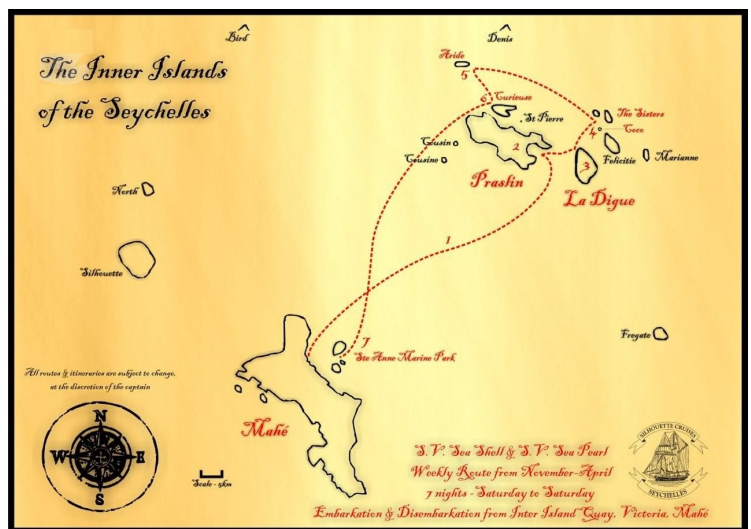 The Inner Islands
of the Seychelles
Bird
Denis
Aride
5
6
Curieuse
St Pierre
The Sisters
4
Coco
Cousin
2
Cousine
Felicitie
Marianne
3
Praslin
La Digue
North
1
Silhouette
Fregate
7
Ste Anne Marine Park
All routes & itineraries are subject to change,
at the discretion of the captain
Mahé
N
W
E
S
Scale - 5km
S.V. Sea Shell & S.V. Sea Pearl
Weekly Route from November-April
7 nights - Saturday to Saturday
Embarkation & Disembarkation from Inter Island Quay, Victoria, Mahé
SILHOUETTE CRUISES
SEYCHELLES